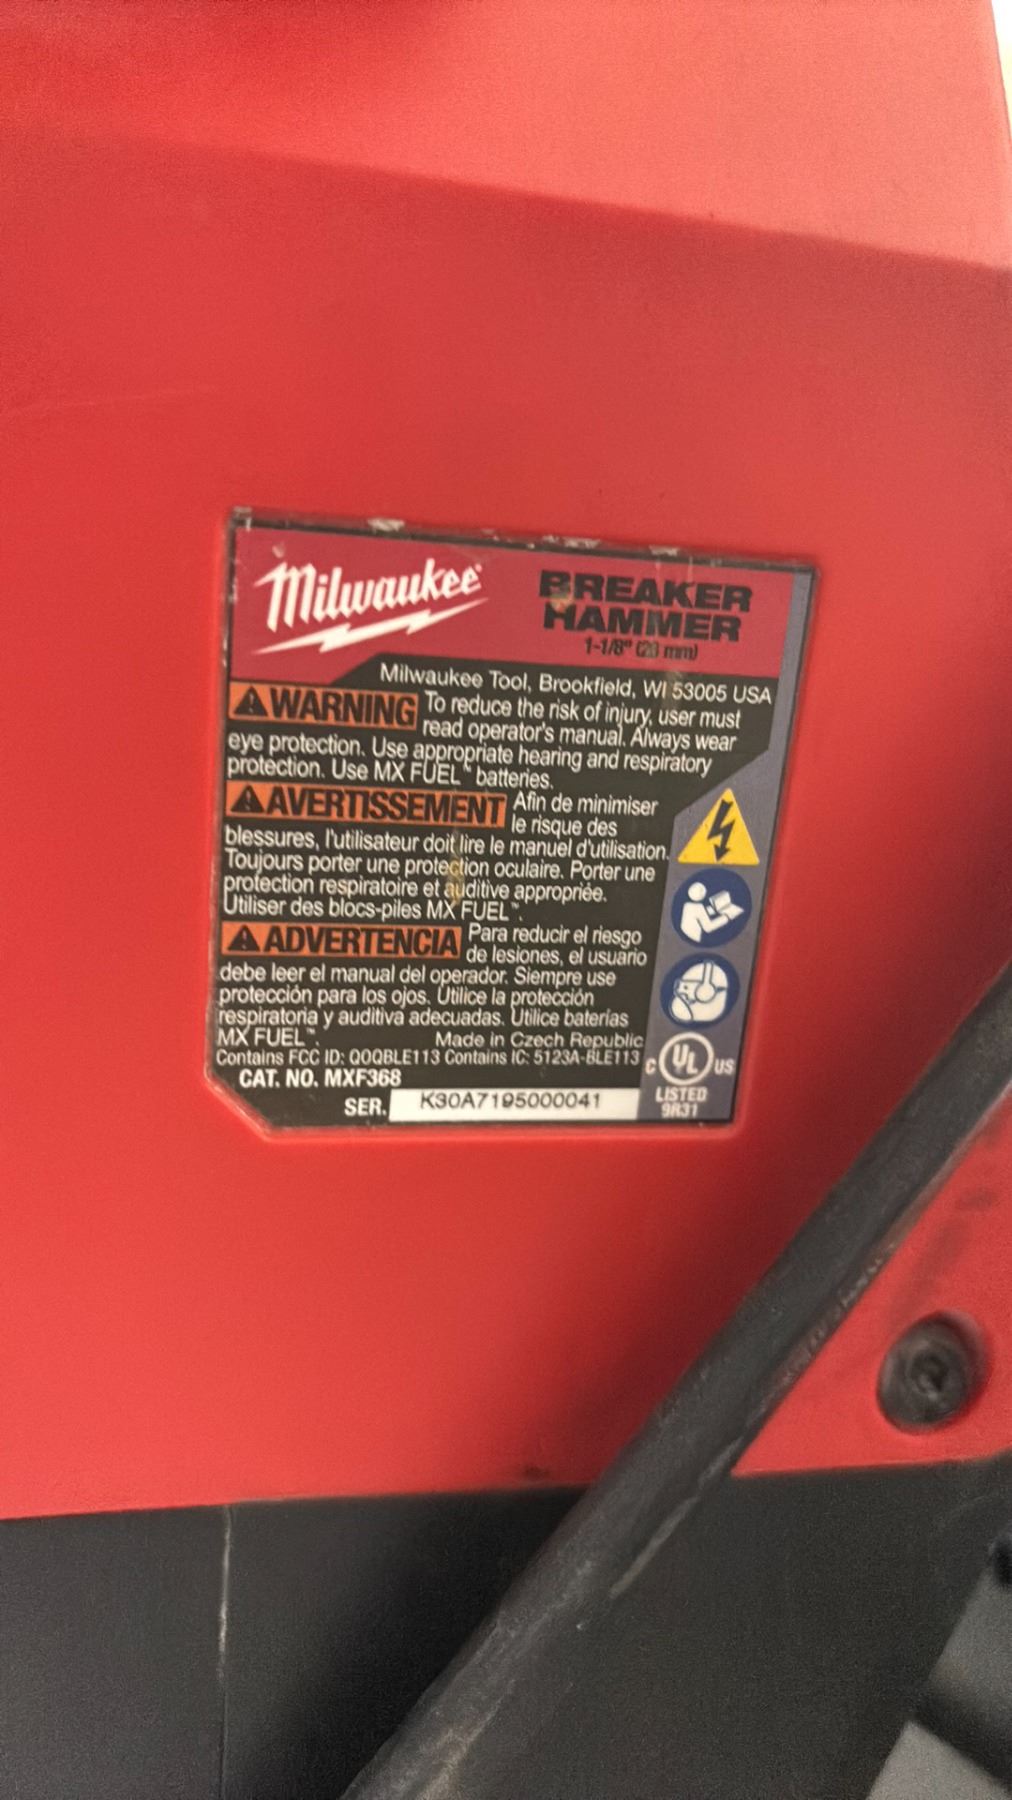 Milwaukee
BREAKER
HAMMER
1-1/8" (28 mm)
Milwaukee Tool, Brookfield, WI 53005 USA
WARNING To reduce the risk of injury, user must
read operator's manual. Always wear
eye protection. Use appropriate hearing and respiratory
protection. Use MX FUEL™ batteries.
AVERTISSEMENT Afin de minimiser
le risque des
blessures, l'utilisateur doit lire le manuel d'utilisation.
Toujours porter une protection oculaire. Porter une
protection respiratoire et auditive appropriée.
Utiliser des blocs-piles MX FUEL™.
ADVERTENCIA Para reducir el riesgo
de lesiones, el usuario
debe leer el manual del operador. Siempre use
protección para los ojos. Utilice la protección
respiratoria y auditiva adecuadas. Utilice baterías
MX FUEL™. Made in Czech Republic
Contains FCC ID: QOQBLE113 Contains IC: 5123A-BLE113
CAT. NO. MXF368
SER. K30A7195000041
C UL US
LISTED
9R31